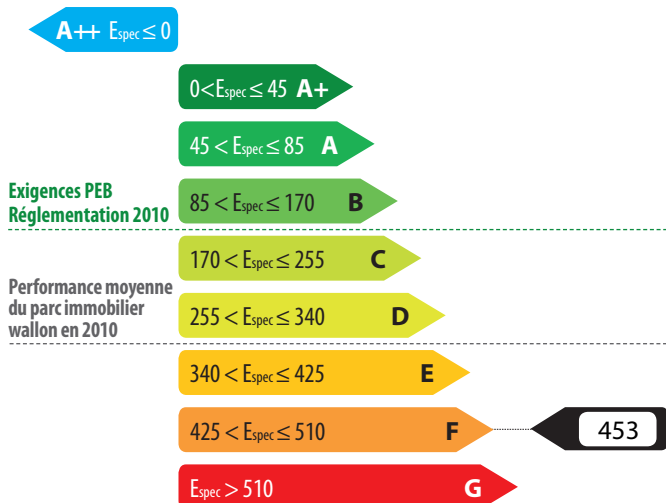 A++ Espec ≤ 0
0<Espec ≤ 45 A+
45 < Espec ≤ 85 A
Exigences PEB
Réglementation 2010
85 < Espec ≤ 170 B
170 < Espec ≤ 255 C
Performance moyenne
du parc immobilier
wallon en 2010
255 < Espec ≤ 340 D
340 < Espec ≤ 425 E
425 < Espec ≤ 510 F 453
Espec > 510 G